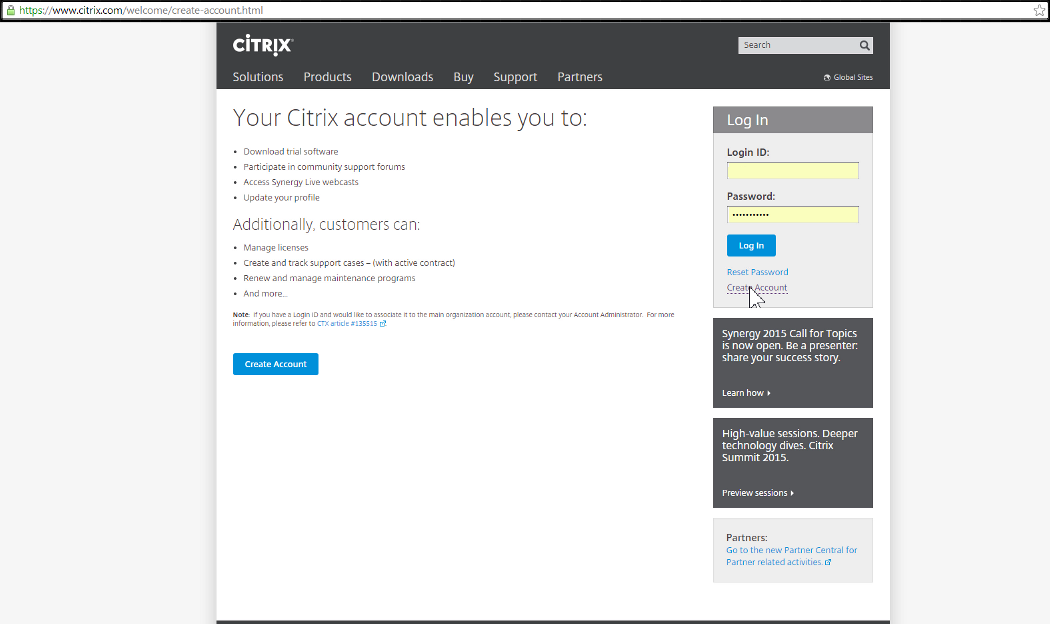 https://www.citrix.com/welcome/create-account.html
CITRIX
Search
Solutions Products Downloads Buy Support Partners
Global Sites
Your Citrix account enables you to:
• Download trial software
• Participate in community support forums
• Access Synergy Live webcasts
• Update your profile
Additionally, customers can:
• Manage licenses
• Create and track support cases – (with active contract)
• Renew and manage maintenance programs
• And more...
Note: If you have a Login ID and would like to associate it to the main organization account, please contact your Account Administrator. For more
information, please refer to CTX article #135515
Create Account
Log In
Login ID:
Password:
•••••••••••
Log In
Reset Password
Create Account
Synergy 2015 Call for Topics
is now open. Be a presenter:
share your success story.
Learn how
High-value sessions. Deeper
technology dives. Citrix
Summit 2015.
Preview sessions
Partners:
Go to the new Partner Central for
Partner related activities.